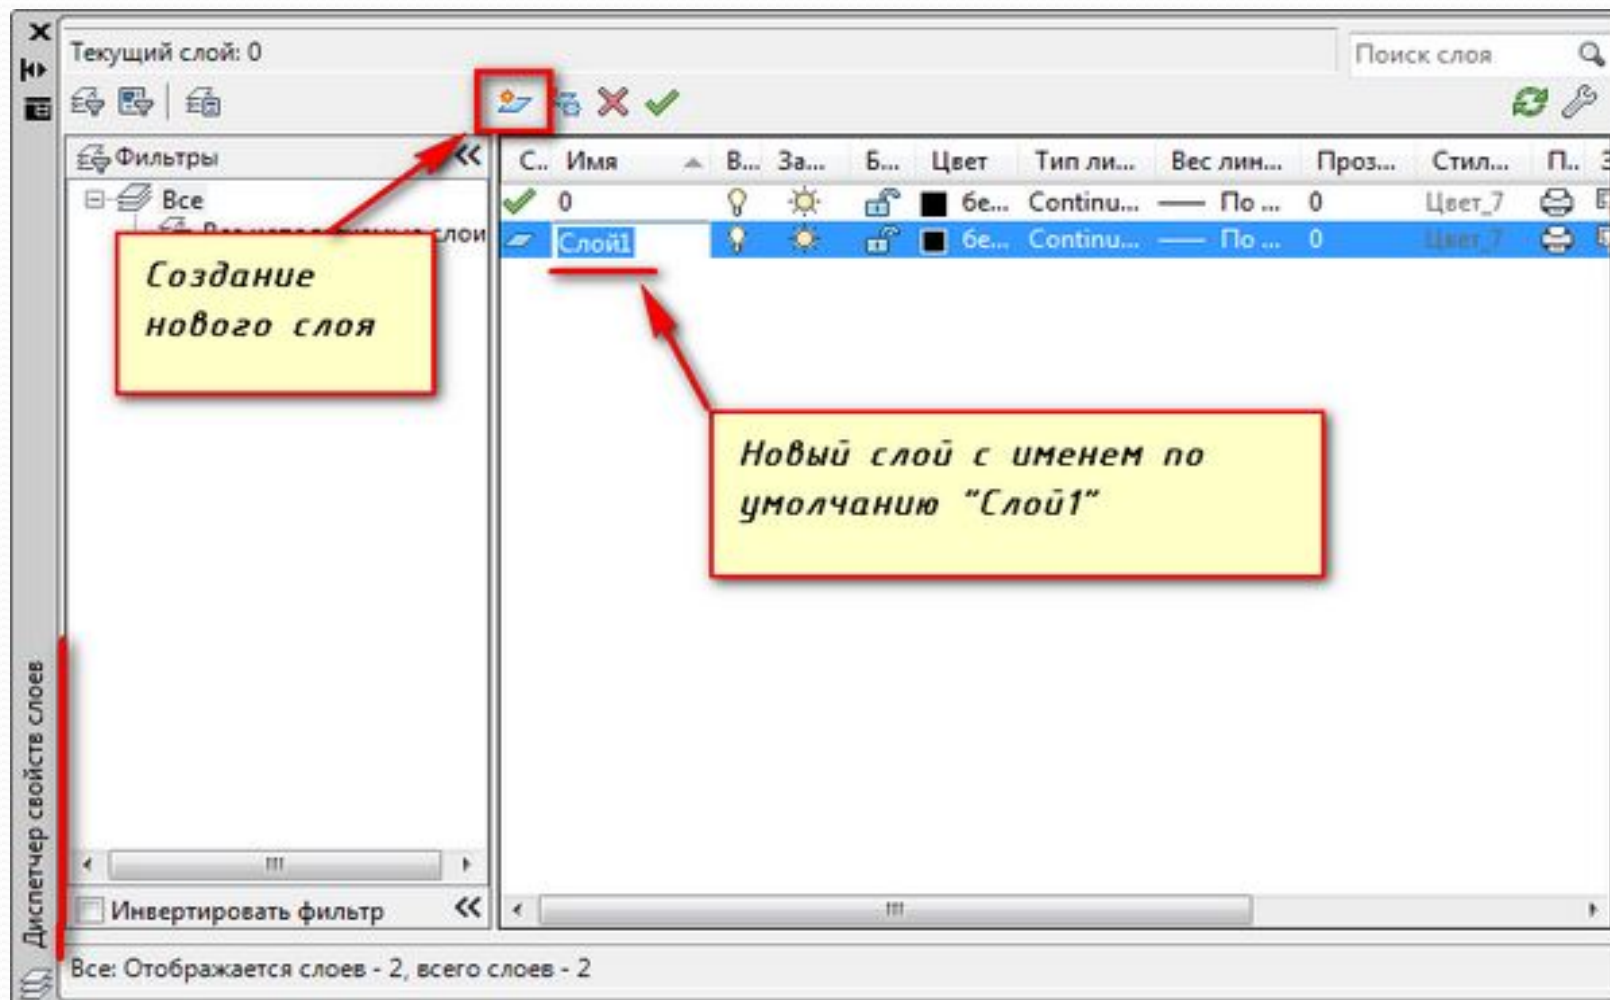 Текущий слой: 0
Поиск слоя
Фильтры
Все
слои
С.. Имя В... За... Б... Цвет Тип ли... Вес лин... Проз... Стил... П..
0 бе... Continu... По ... 0 Цвет_7
Слой1 бе... Continu... По ... 0 Цвет_7
Создание
нового слоя
Новый слой с именем по
умолчанию "Слой1"
Инвертировать фильтр
Все: Отображается слоев - 2, всего слоев - 2
Диспетчер свойств слоев